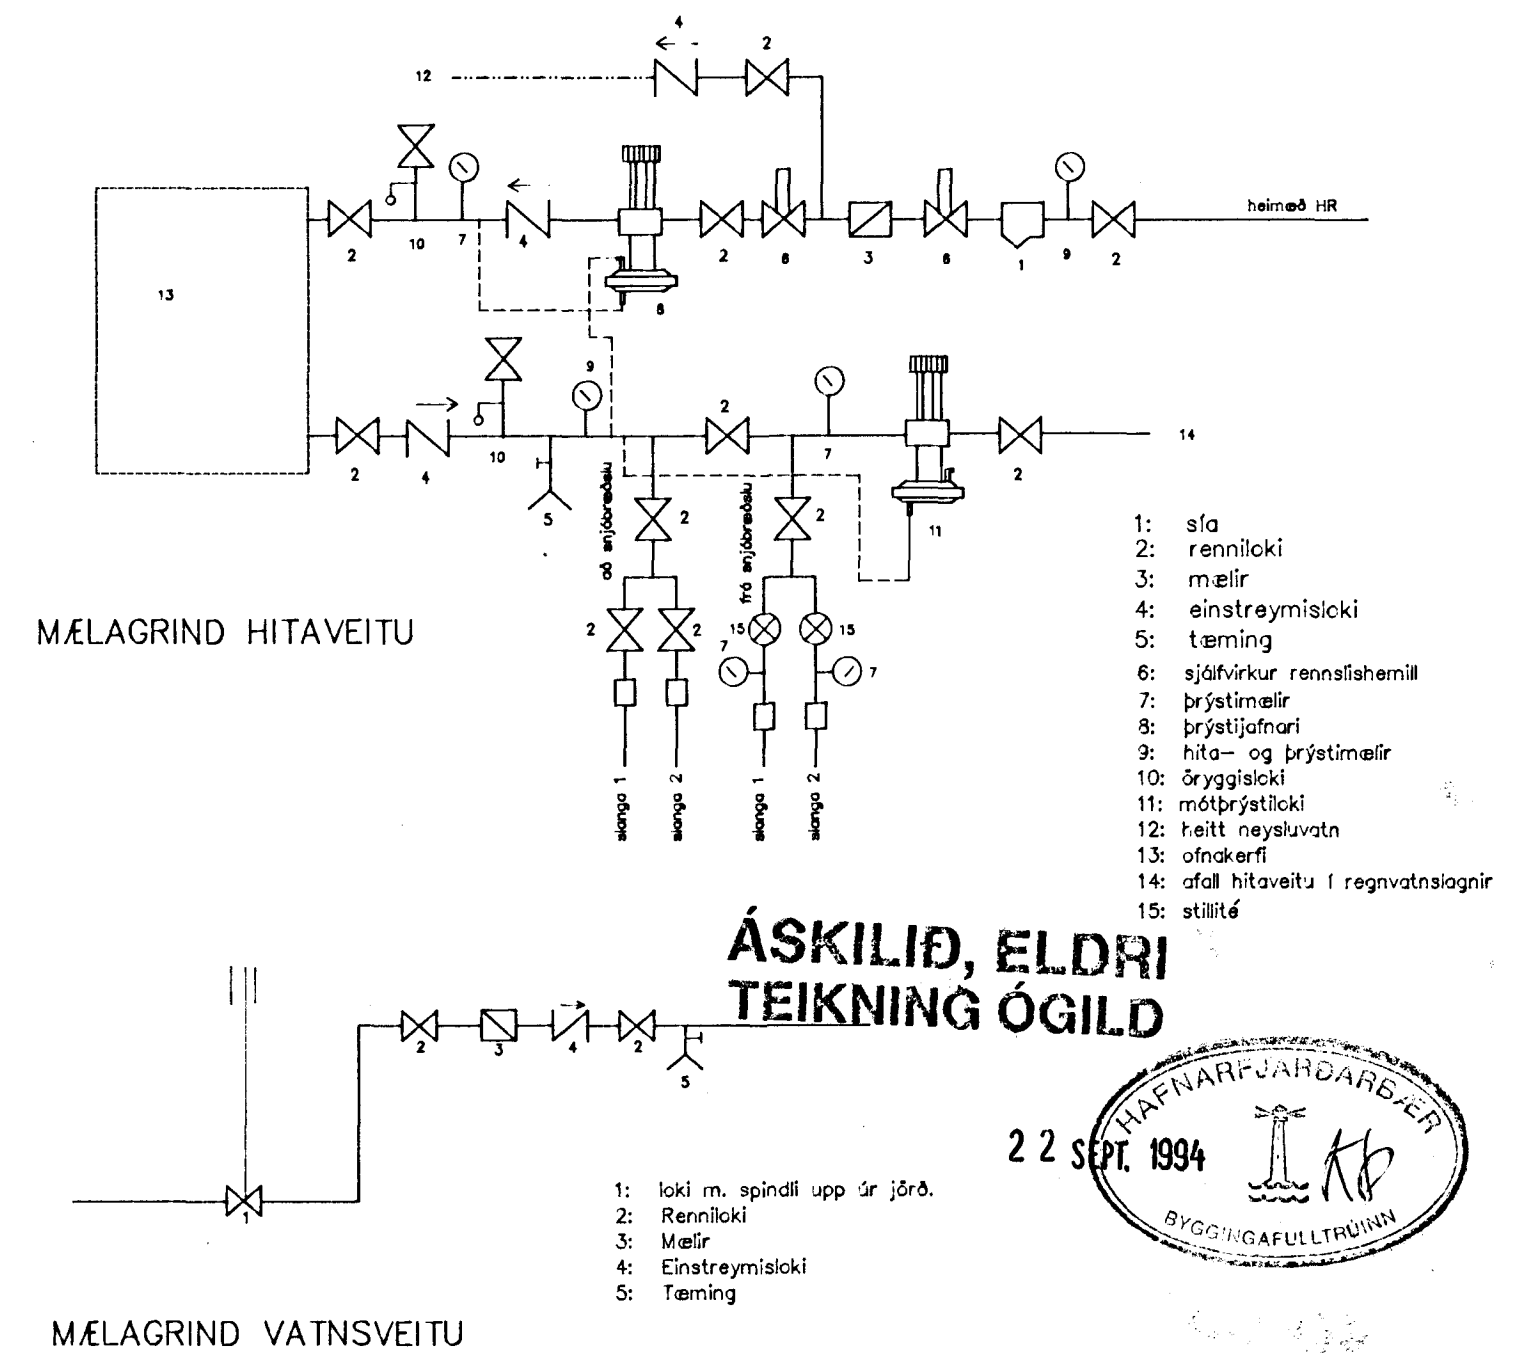 4
2
12
heimæð HR
2
10
7
4
2
6
3
6
1
9
2
13
8
9
2
2
4
10
5
7
11
2
14
að snjóbræðslu
2
frá snjóbræðslu
2
2
2
15
15
7
7
slanga 1
slanga 2
slanga 1
slanga 2
MÆLAGRIND HITAVEITU
1: sía
2: renniloki
3: mælir
4: einstreymisloki
5: tæming
6: sjálfvirkur rennslishemill
7: þrýstimælir
8: þrýstijafnari
9: hita- og þrýstimælir
10: öryggisloki
11: mótþrýstiloki
12: heitt neysluvatn
13: ofnakerfi
14: afall hitaveitu í regnvatnslagnir
15: stillité
ÁSKILIÐ, ELDRI
TEIKNING ÓGILD
2
3
4
2
5
1
HAFNARFJARÐARBÆR
22 SEPT. 1994
KÞ
BYGGINGAFULLTRÚINN
1: loki m. spindli upp úr jörð.
2: Renniloki
3: Mælir
4: Einstreymisloki
5: Tæming
MÆLAGRIND VATNSVEITU